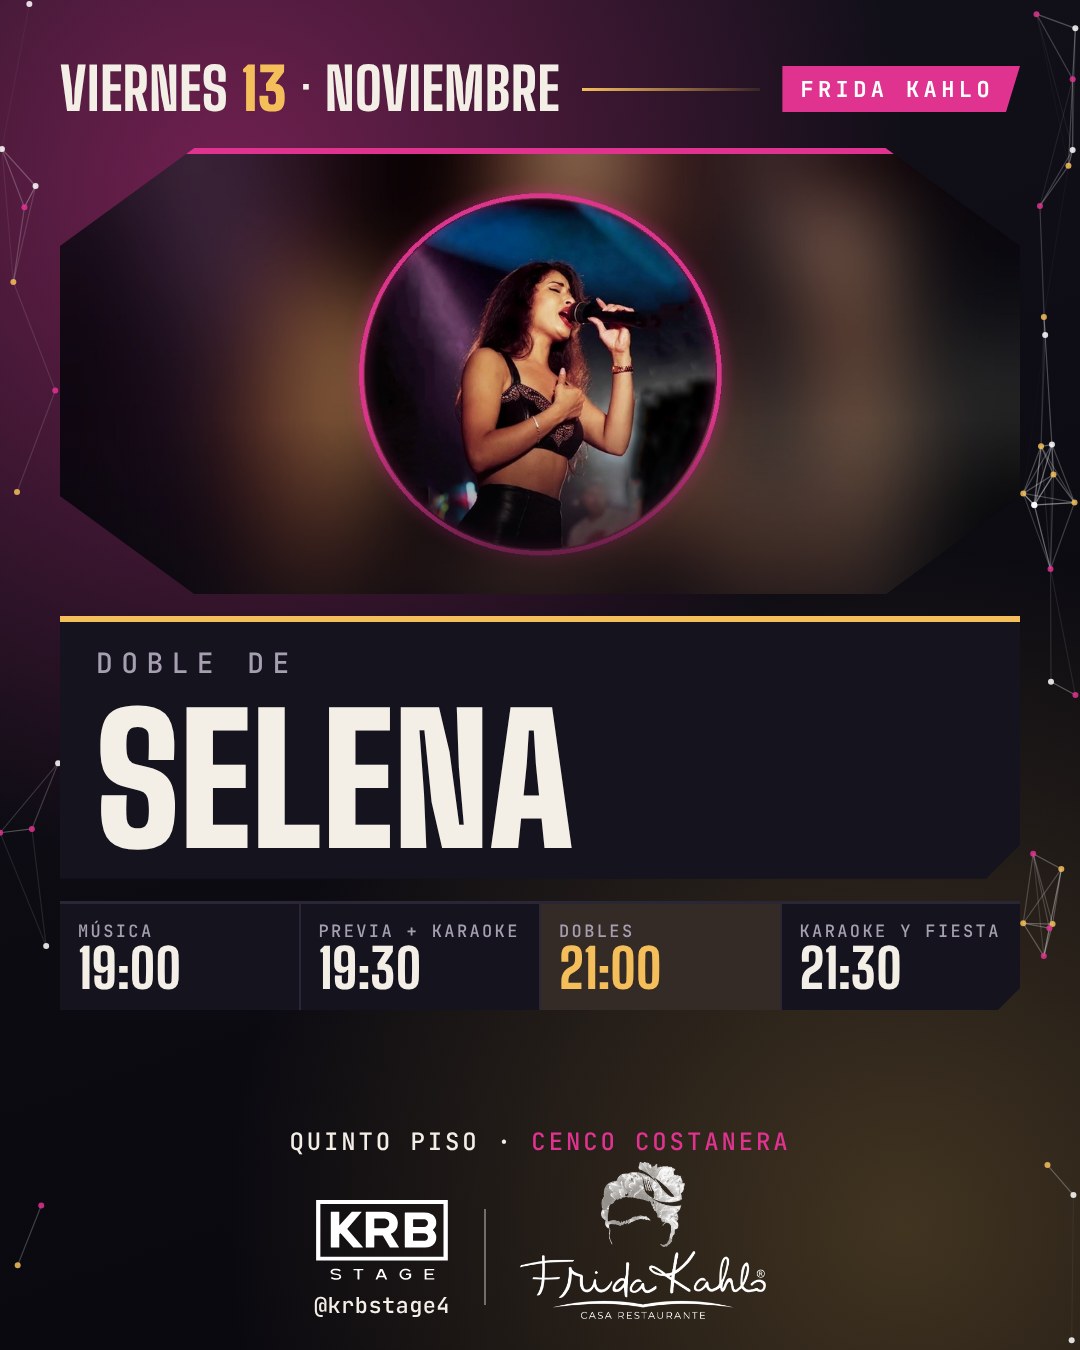 VIERNES 13 · NOVIEMBRE
FRIDA KAHLO
DOBLE DE
SELENA
MÚSICA
19:00
PREVIA + KARAOKE
19:30
DOBLES
21:00
KARAOKE Y FIESTA
21:30
QUINTO PISO · CENCO COSTANERA
KRB
STAGE
@krbstage4
Frida Kahlo®
CASA RESTAURANTE